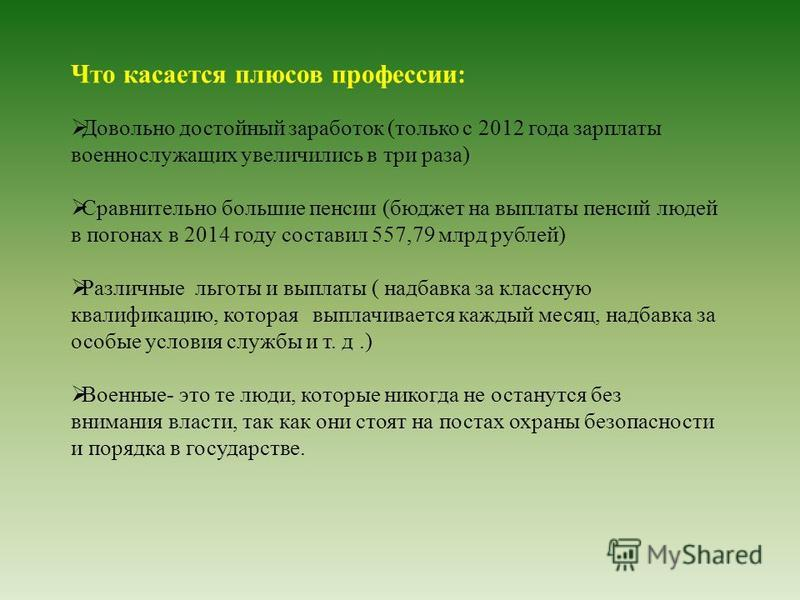 Что касается плюсов профессии:
➢Довольно достойный заработок (только с 2012 года зарплаты
военнослужащих увеличились в три раза)
➢Сравнительно большие пенсии (бюджет на выплаты пенсий людей
в погонах в 2014 году составил 557,79 млрд рублей)
➢Различные льготы и выплаты ( надбавка за классную
квалификацию, которая выплачивается каждый месяц, надбавка за
особые условия службы и т. д .)
➢Военные- это те люди, которые никогда не останутся без
внимания власти, так как они стоят на постах охраны безопасности
и порядка в государстве.
MyShared